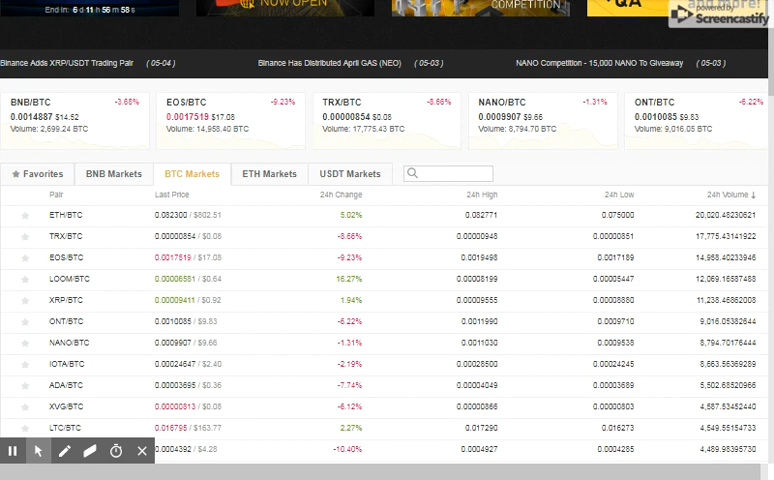 and more!
powered by
Screencastify
End In: 6 d 11 h 56 m 58 s
NOW OPEN
COMPETITION
Q&A
Binance Adds XRP/USDT Trading Pair ( 05-04 ) Binance Has Distributed April GAS (NEO) ( 05-03 ) NANO Competition - 15,000 NANO To Giveaway ( 05-03 )
BNB/BTC -3.66% EOS/BTC -9.23% TRX/BTC -8.66% NANO/BTC -1.31% ONT/BTC -6.22%
0.0014887 $14.52 0.0017519 $17.08 0.00000854 $0.08 0.0009907 $9.66 0.0010085 $9.83
Volume: 2,699.24 BTC Volume: 14,958.40 BTC Volume: 17,775.43 BTC Volume: 8,794.70 BTC Volume: 9,016.05 BTC
Favorites BNB Markets BTC Markets ETH Markets USDT Markets
Pair Last Price 24h Change 24h High 24h Low 24h Volume ↓
ETH/BTC 0.082300 / $802.51 5.02% 0.082771 0.075000 20,020.48230621
TRX/BTC 0.00000854 / $0.08 -8.66% 0.00000948 0.00000851 17,775.43141922
EOS/BTC 0.0017519 / $17.08 -9.23% 0.0019498 0.0017189 14,958.40233946
LOOM/BTC 0.00006581 / $0.64 16.27% 0.00008199 0.00005447 12,069.16587488
XRP/BTC 0.00009411 / $0.92 1.94% 0.00009555 0.00008880 11,238.46862008
ONT/BTC 0.0010085 / $9.83 -6.22% 0.0011990 0.0009710 9,016.05382644
NANO/BTC 0.0009907 / $9.66 -1.31% 0.0011030 0.0009538 8,794.70176444
IOTA/BTC 0.00024647 / $2.40 -2.19% 0.00028500 0.00024245 8,663.56369289
ADA/BTC 0.00003695 / $0.36 -7.74% 0.00004049 0.00003689 5,502.68520966
XVG/BTC 0.00000813 / $0.08 -6.12% 0.00000866 0.00000803 4,587.53452440
LTC/BTC 0.016795 / $163.77 2.27% 0.017290 0.016273 4,549.55154733
0.0004392 / $4.28 -10.40% 0.0004927 0.0004285 4,489.98395730